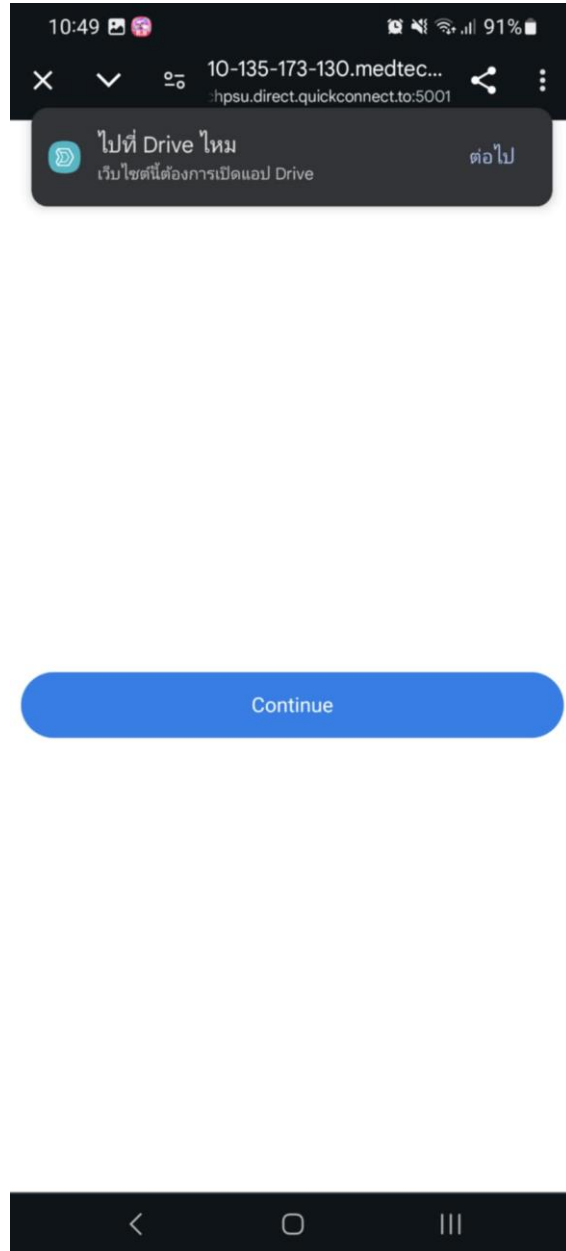 10:49 91%
10-135-173-130.medtec...
hpsu.direct.quickconnect.to:5001
ไปที่ Drive ไหม
เว็บไซต์นี้ต้องการเปิดแอป Drive
ต่อไป
Continue